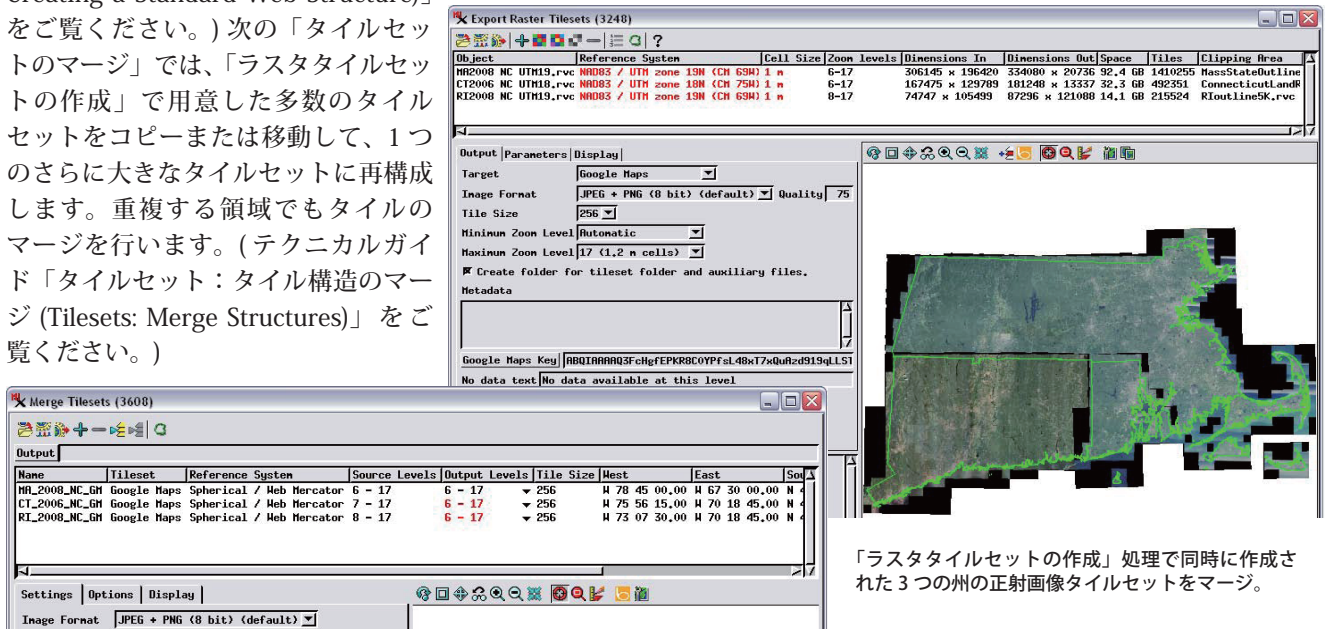 Creating a Standard Web Structure)」
をご覧ください。) 次の「タイルセッ
トのマージ」では、「ラスタタイルセッ
トの作成」で用意した多数のタイル
セットをコピーまたは移動して、1 つ
のさらに大きなタイルセットに再構成
します。重複する領域でもタイルの
マージを行います。( テクニカルガイ
ド「タイルセット：タイル構造のマー
ジ (Tilesets: Merge Structures)」 をご
覧ください。)
Export Raster Tilesets (3248)
Object Reference System Cell Size Zoom levels Dimensions In Dimensions Out Space Tiles Clipping Area
MA2008 NC UTM19.rvc NAD83 / UTM zone 19N (CM 69W) 1 m 6-17 306145 x 196420 334080 x 20736 92.4 GB 1410255 MassStateOutline
CT2006 NC UTM18.rvc NAD83 / UTM zone 18N (CM 75W) 1 m 6-17 167475 x 129789 181248 x 13337 32.3 GB 492351 ConnecticutLandR
RI2008 NC UTM19.rvc NAD83 / UTM zone 19N (CM 69W) 1 m 8-17 74747 x 105499 87296 x 121088 14.1 GB 215524 RIoutline5K.rvc
Output Parameters Display
Target Google Maps
Image Format JPEG + PNG (8 bit) (default) Quality 75
Tile Size 256
Minimum Zoom Level Automatic
Maximum Zoom Level 17 (1.2 m cells)
Create folder for tileset folder and auxiliary files.
Metadata
Google Maps Key ABQIAAAAQ3FcHgfEPKR8C0YPfsL48xT7xQuAzd919qLLST
No data text No data available at this level
Merge Tilesets (3608)
Output
Name Tileset Reference System Source Levels Output Levels Tile Size West East Sou
MA_2008_NC_GM Google Maps Spherical / Web Mercator 6 - 17 6 - 17 256 W 78 45 00.00 W 67 30 00.00 N 4
CT_2006_NC_GM Google Maps Spherical / Web Mercator 7 - 17 6 - 17 256 W 75 56 15.00 W 70 18 45.00 N 4
RI_2008_NC_GM Google Maps Spherical / Web Mercator 8 - 17 6 - 17 256 W 73 07 30.00 W 70 18 45.00 N 4
Settings Options Display
Image Format JPEG + PNG (8 bit) (default)
「ラスタタイルセットの作成」処理で同時に作成さ
れた 3 つの州の正射画像タイルセットをマージ。